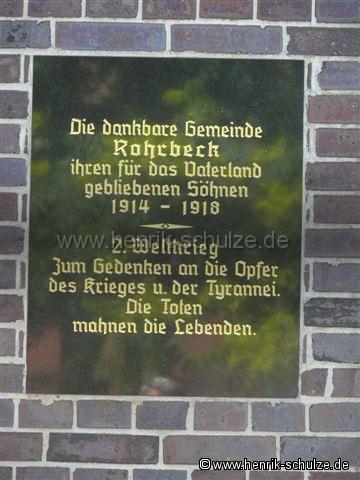 Die dankbare Gemeinde
Rohrbeck
ihren für das Vaterland
gebliebenen Söhnen
1914 - 1918
www.henrik-schulze.de
2. Weltkrieg
Zum Gedenken an die Opfer
des Krieges u. der Tyrannei.
Die Toten
mahnen die Lebenden.
©www.henrik-schulze.de